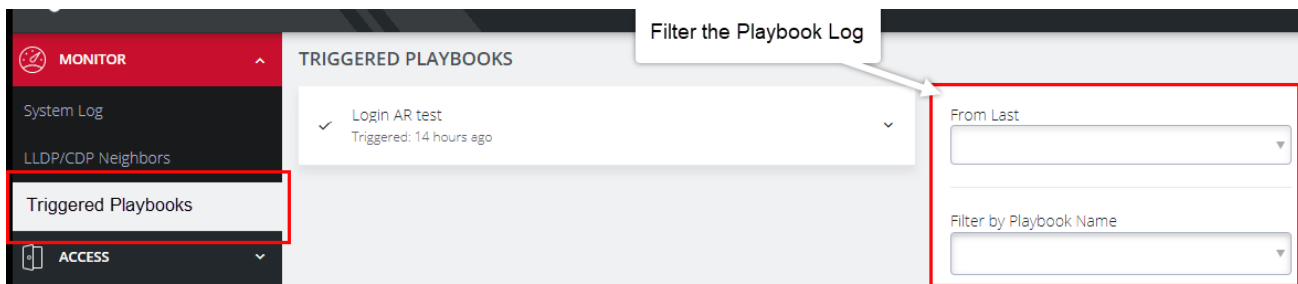 Filter the Playbook Log
MONITOR
System Log
LLDP/CDP Neighbors
Triggered Playbooks
ACCESS
TRIGGERED PLAYBOOKS
Login AR test
Triggered: 14 hours ago
From Last
Filter by Playbook Name